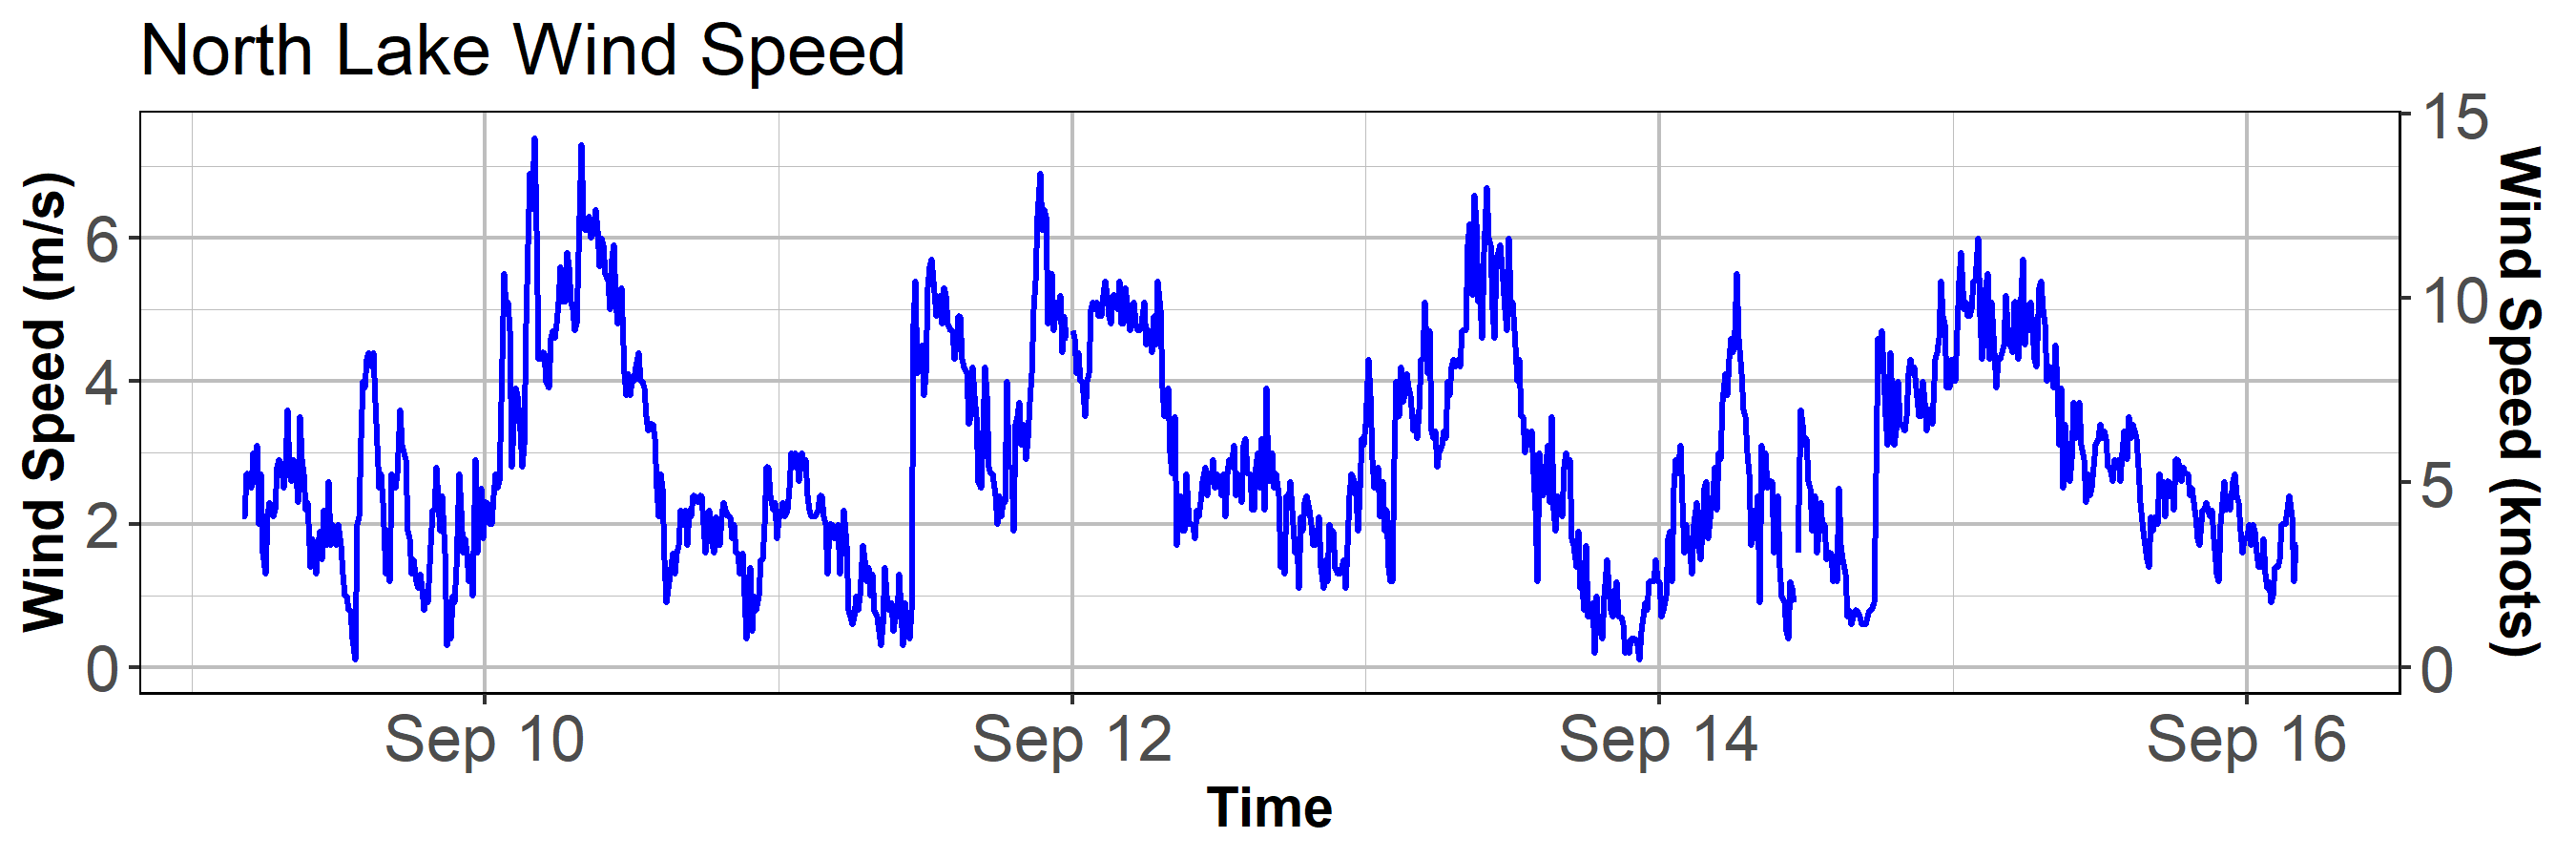 North Lake Wind Speed
Wind Speed (m/s)
6
4
2
0
15
10
5
0
Wind Speed (knots)
Sep 10
Sep 12
Sep 14
Sep 16
Time